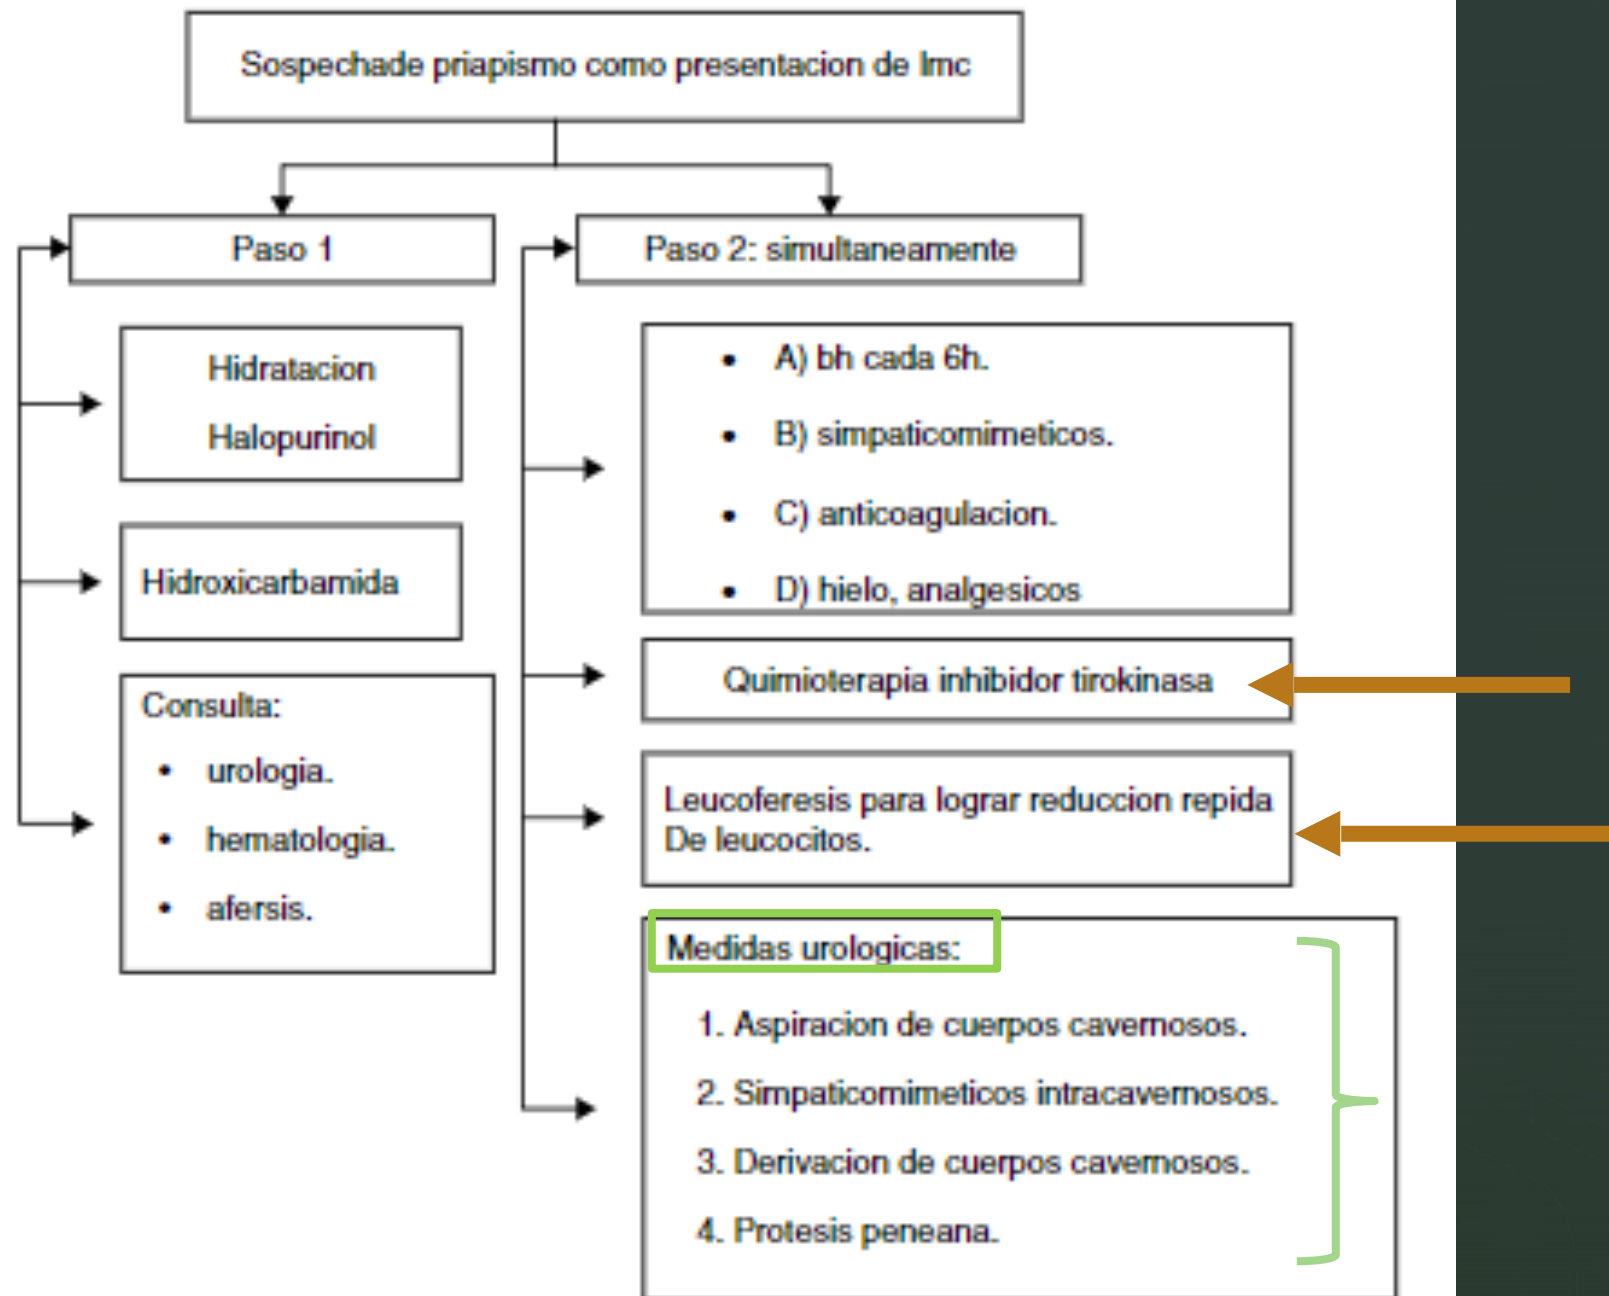 Sospechade priapismo como presentacion de lmc
Paso 1
Hidratacion
Halopurinol
Hidroxicarbamida
Consulta:
• urologia.
• hematologia.
• afersis.
Paso 2: simultaneamente
• A) bh cada 6h.
• B) simpaticomimeticos.
• C) anticoagulacion.
• D) hielo, analgesicos
Quimioterapia inhibidor tirokinasa
Leucoferesis para lograr reduccion repida
De leucocitos.
Medidas urologicas:
1. Aspiracion de cuerpos cavernosos.
2. Simpaticomimeticos intracavernosos.
3. Derivacion de cuerpos cavernosos.
4. Protesis peneana.